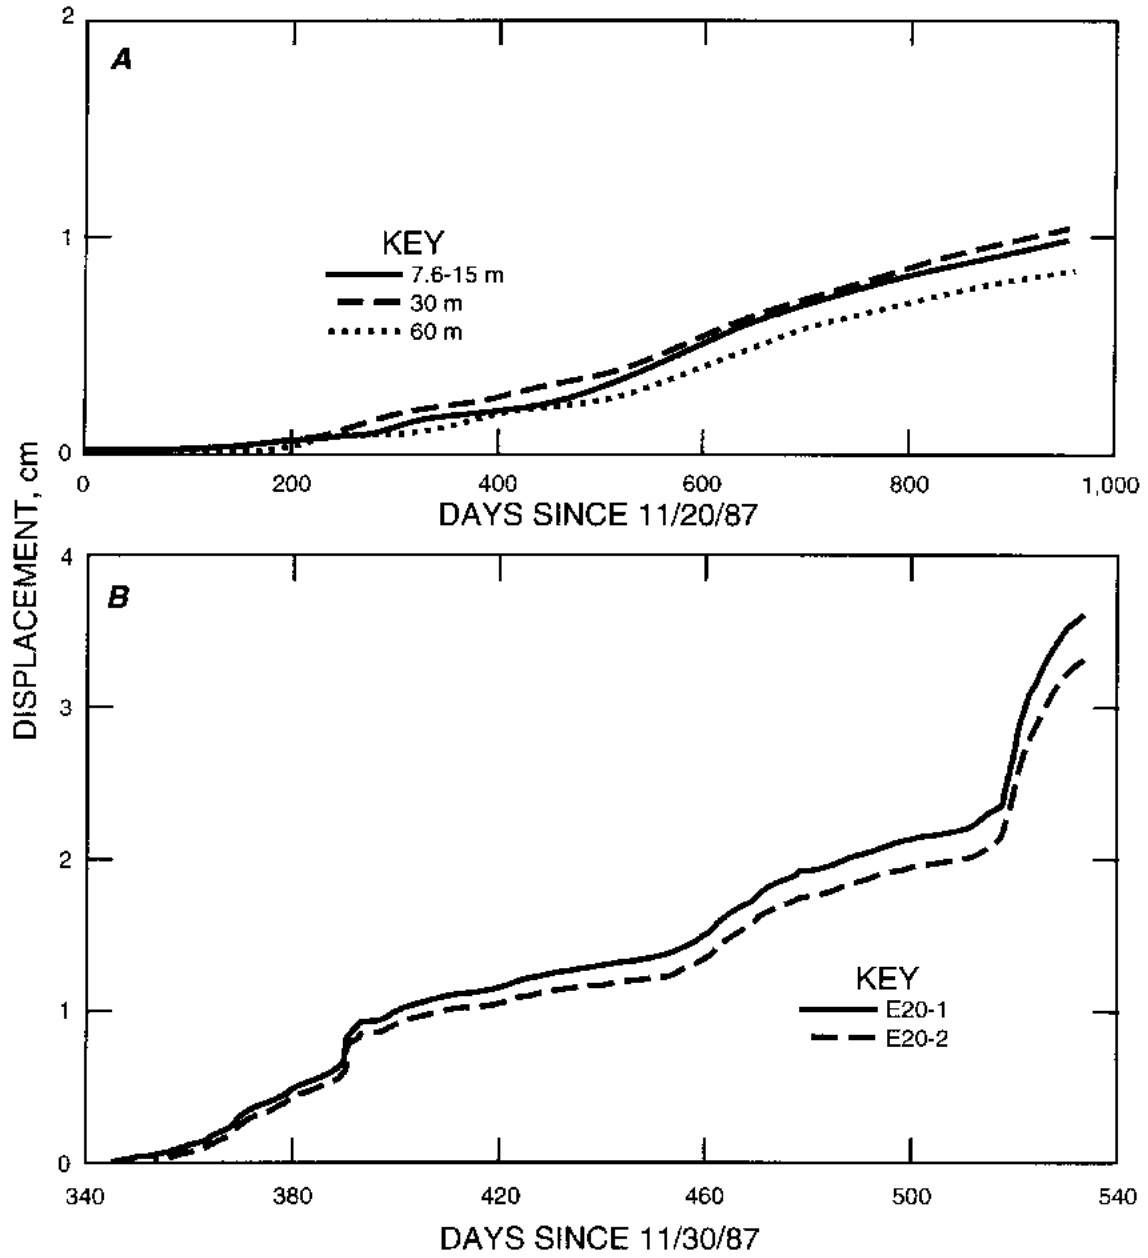 2
A
1
KEY
7.6-15 m
30 m
60 m
0
0 200 400 600 800 1,000
DAYS SINCE 11/20/87
DISPLACEMENT, cm
4
B
3
2
1
KEY
E20-1
E20-2
0
340 380 420 460 500 540
DAYS SINCE 11/30/87